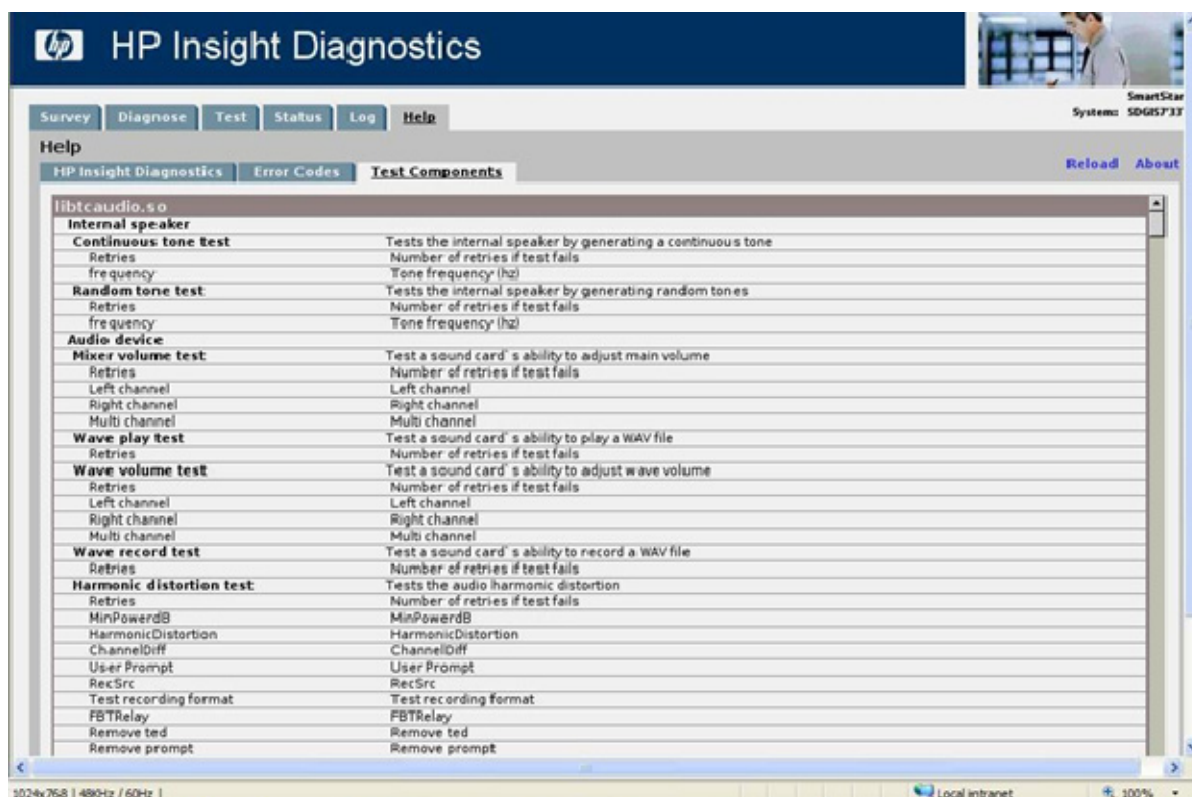 hp HP Insight Diagnostics
SmartStar
Survey Diagnose Test Status Log Help
System: SDGIS733
Help
Reload About
HP Insight Diagnostics Error Codes Test Components
libtcaudio.so
Internal speaker
Continuous tone test Tests the internal speaker by generating a continuous tone
Retries Number of retries if test fails
frequency Tone frequency (hz)
Random tone test Tests the internal speaker by generating random tones
Retries Number of retries if test fails
frequency Tone frequency (hz)
Audio device
Mixer volume test Test a sound card`s ability to adjust main volume
Retries Number of retries if test fails
Left channel Left channel
Right channel Right channel
Multi channel Multi channel
Wave play test Test a sound card`s ability to play a WAV file
Retries Number of retries if test fails
Wave volume test Test a sound card`s ability to adjust wave volume
Retries Number of retries if test fails
Left channel Left channel
Right channel Right channel
Multi channel Multi channel
Wave record test Test a sound card`s ability to record a WAV file
Retries Number of retries if test fails
Harmonic distortion test Tests the audio harmonic distortion
Retries Number of retries if test fails
MinPowerdB MinPowerdB
HarmonicDistortion HarmonicDistortion
ChannelDiff ChannelDiff
User Prompt User Prompt
RecSrc RecSrc
Test recording format Test recording format
FBTRelay FBTRelay
Remove ted Remove ted
Remove prompt Remove prompt
1024x768 | 48KHz / 60Hz |
Local intranet 100%